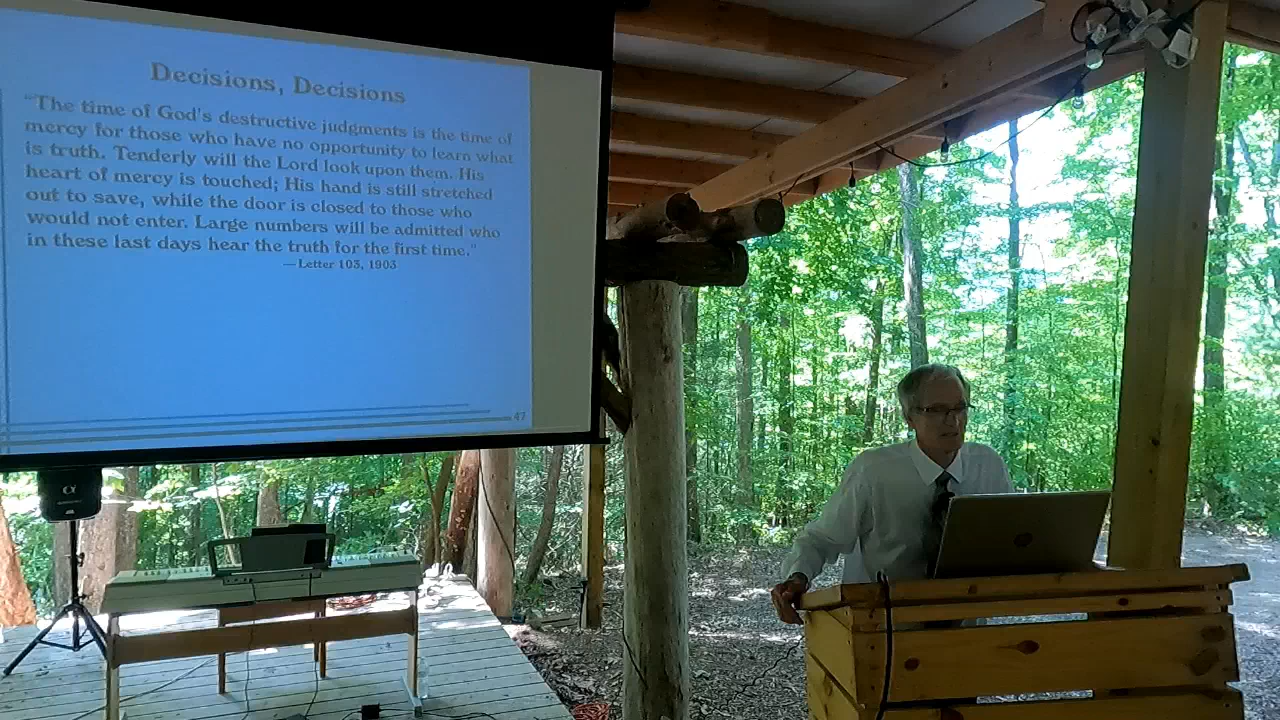 Decisions, Decisions
"The time of God's destructive judgments is the time of
mercy for those who have no opportunity to learn what
is truth. Tenderly will the Lord look upon them. His
heart of mercy is touched; His hand is still stretched
out to save, while the door is closed to those who
would not enter. Large numbers will be admitted who
in these last days hear the truth for the first time."
—Letter 103, 1903
47